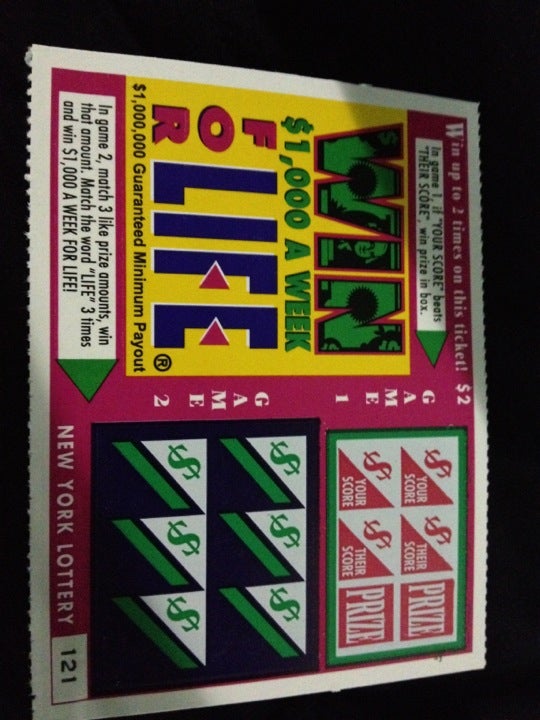 Win up to 2 times on this ticket! $2
In game 1, if "YOUR SCORE" beats
"THEIR SCORE", win prize in box.
WIN
$1,000 A WEEK
FOR
LIFE®
$1,000,000 Guaranteed Minimum Payout
In game 2, match 3 like prize amounts, win
that amount. Match the word "LIFE" 3 times
and win $1,000 A WEEK FOR LIFE!
GAME 1
$ YOUR SCORE $ THEIR SCORE PRIZE
$ YOUR SCORE $ THEIR SCORE PRIZE
GAME 2
$ $ $
$ $ $
NEW YORK LOTTERY 121